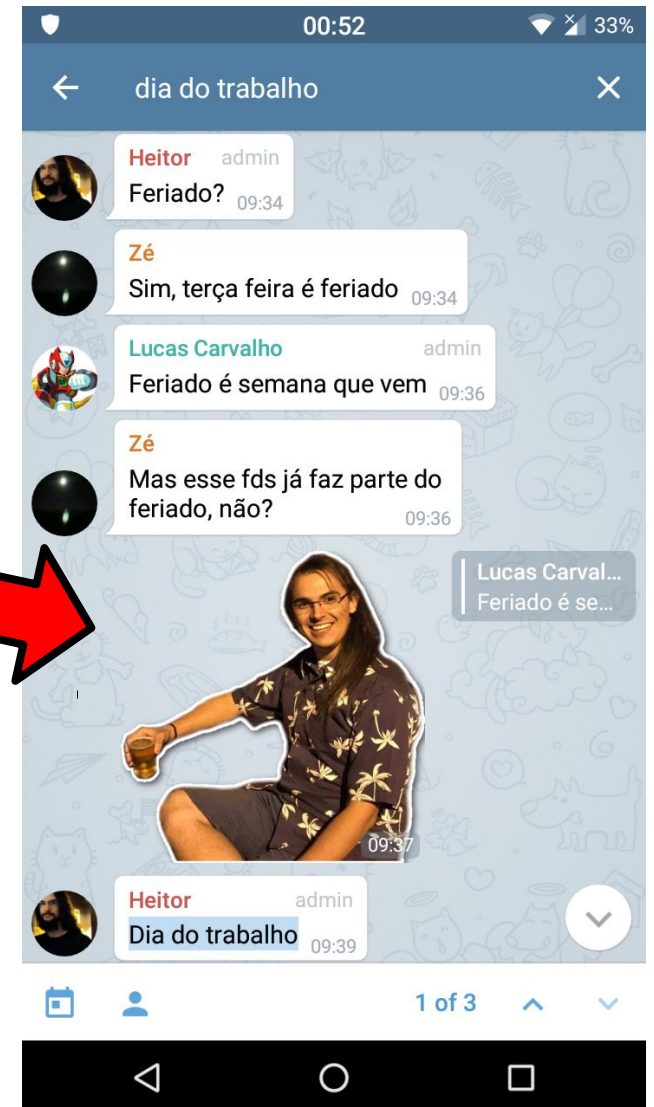 00:52
33%
dia do trabalho
Heitor admin
Feriado? 09:34
Zé
Sim, terça feira é feriado 09:34
Lucas Carvalho admin
Feriado é semana que vem 09:36
Zé
Mas esse fds já faz parte do
feriado, não? 09:36
Lucas Carval...
Feriado é se...
09:37
Heitor admin
Dia do trabalho 09:39
1 of 3